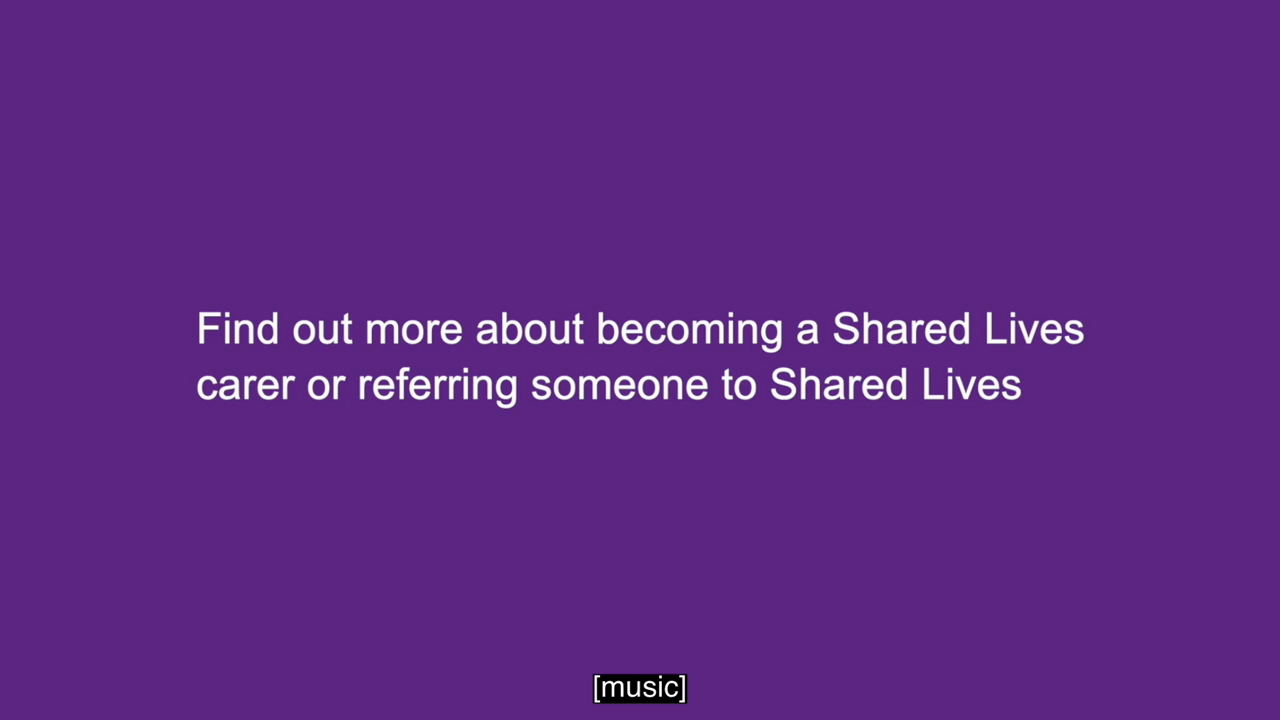 Find out more about becoming a Shared Lives
carer or referring someone to Shared Lives
[music]